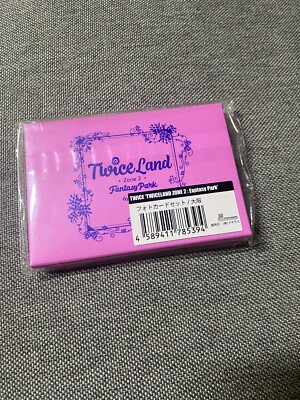 TwiceLand
Zone 2
Fantasy Park
TWICE 'TWICELAND ZONE 2 : Fantasy Park'
フォトカードセット / 大阪
4 589411 785394